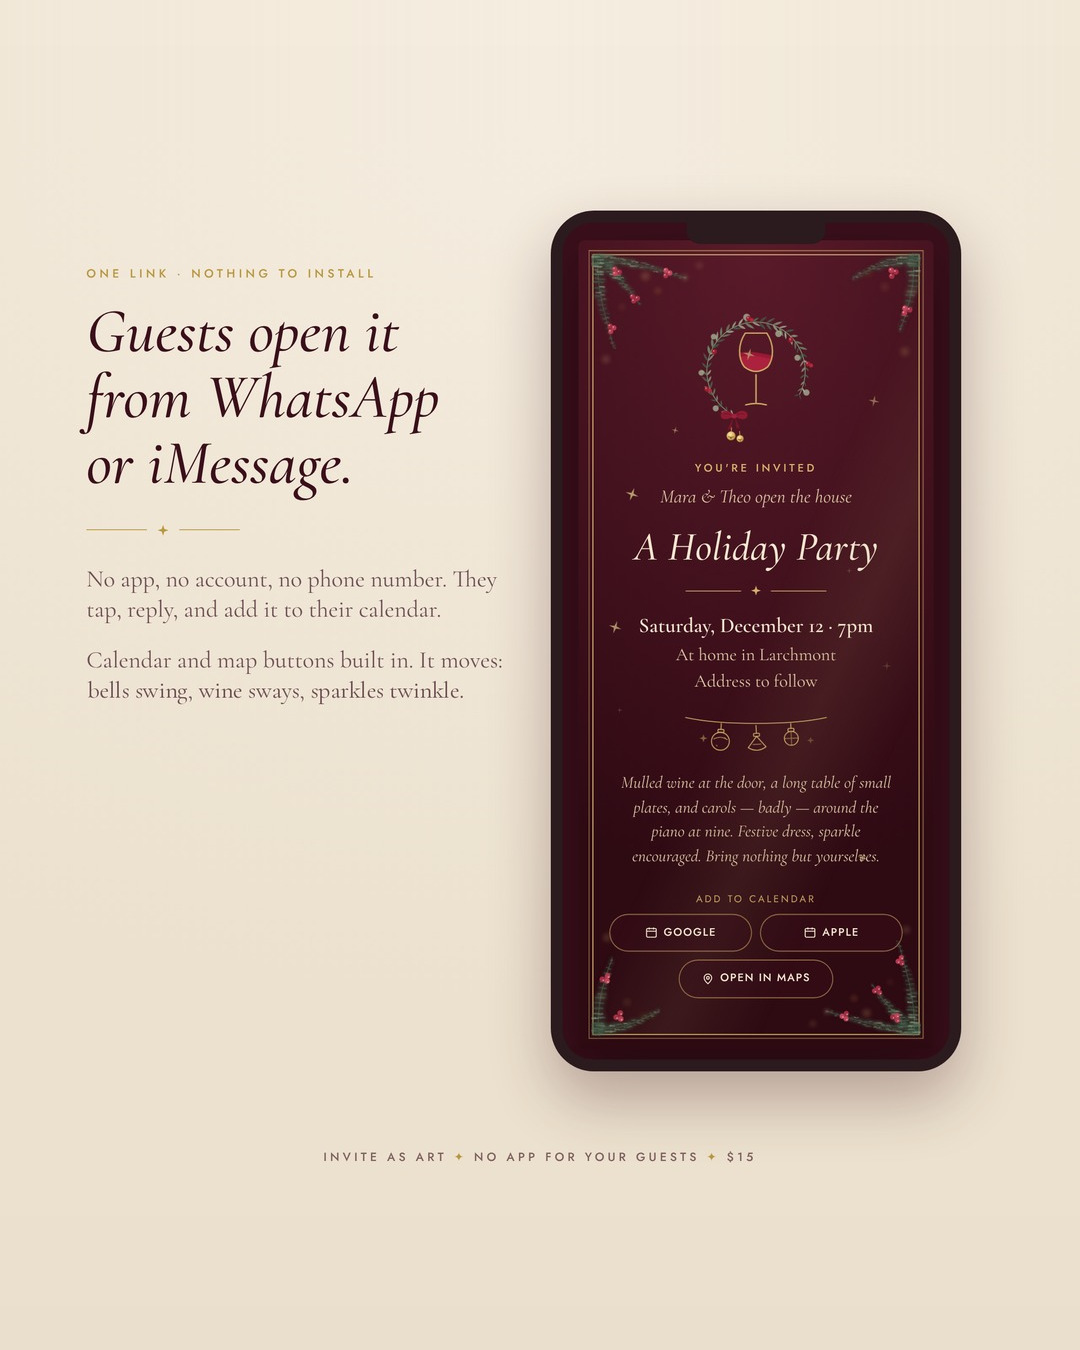 ONE LINK · NOTHING TO INSTALL
Guests open it
from WhatsApp
or iMessage.
No app, no account, no phone number. They
tap, reply, and add it to their calendar.
Calendar and map buttons built in. It moves:
bells swing, wine sways, sparkles twinkle.
YOU'RE INVITED
Mara & Theo open the house
A Holiday Party
Saturday, December 12 · 7pm
At home in Larchmont
Address to follow
Mulled wine at the door, a long table of small
plates, and carols — badly — around the
piano at nine. Festive dress, sparkle
encouraged. Bring nothing but yourselves.
ADD TO CALENDAR
GOOGLE
APPLE
OPEN IN MAPS
INVITE AS ART ✦ NO APP FOR YOUR GUESTS ✦ $15